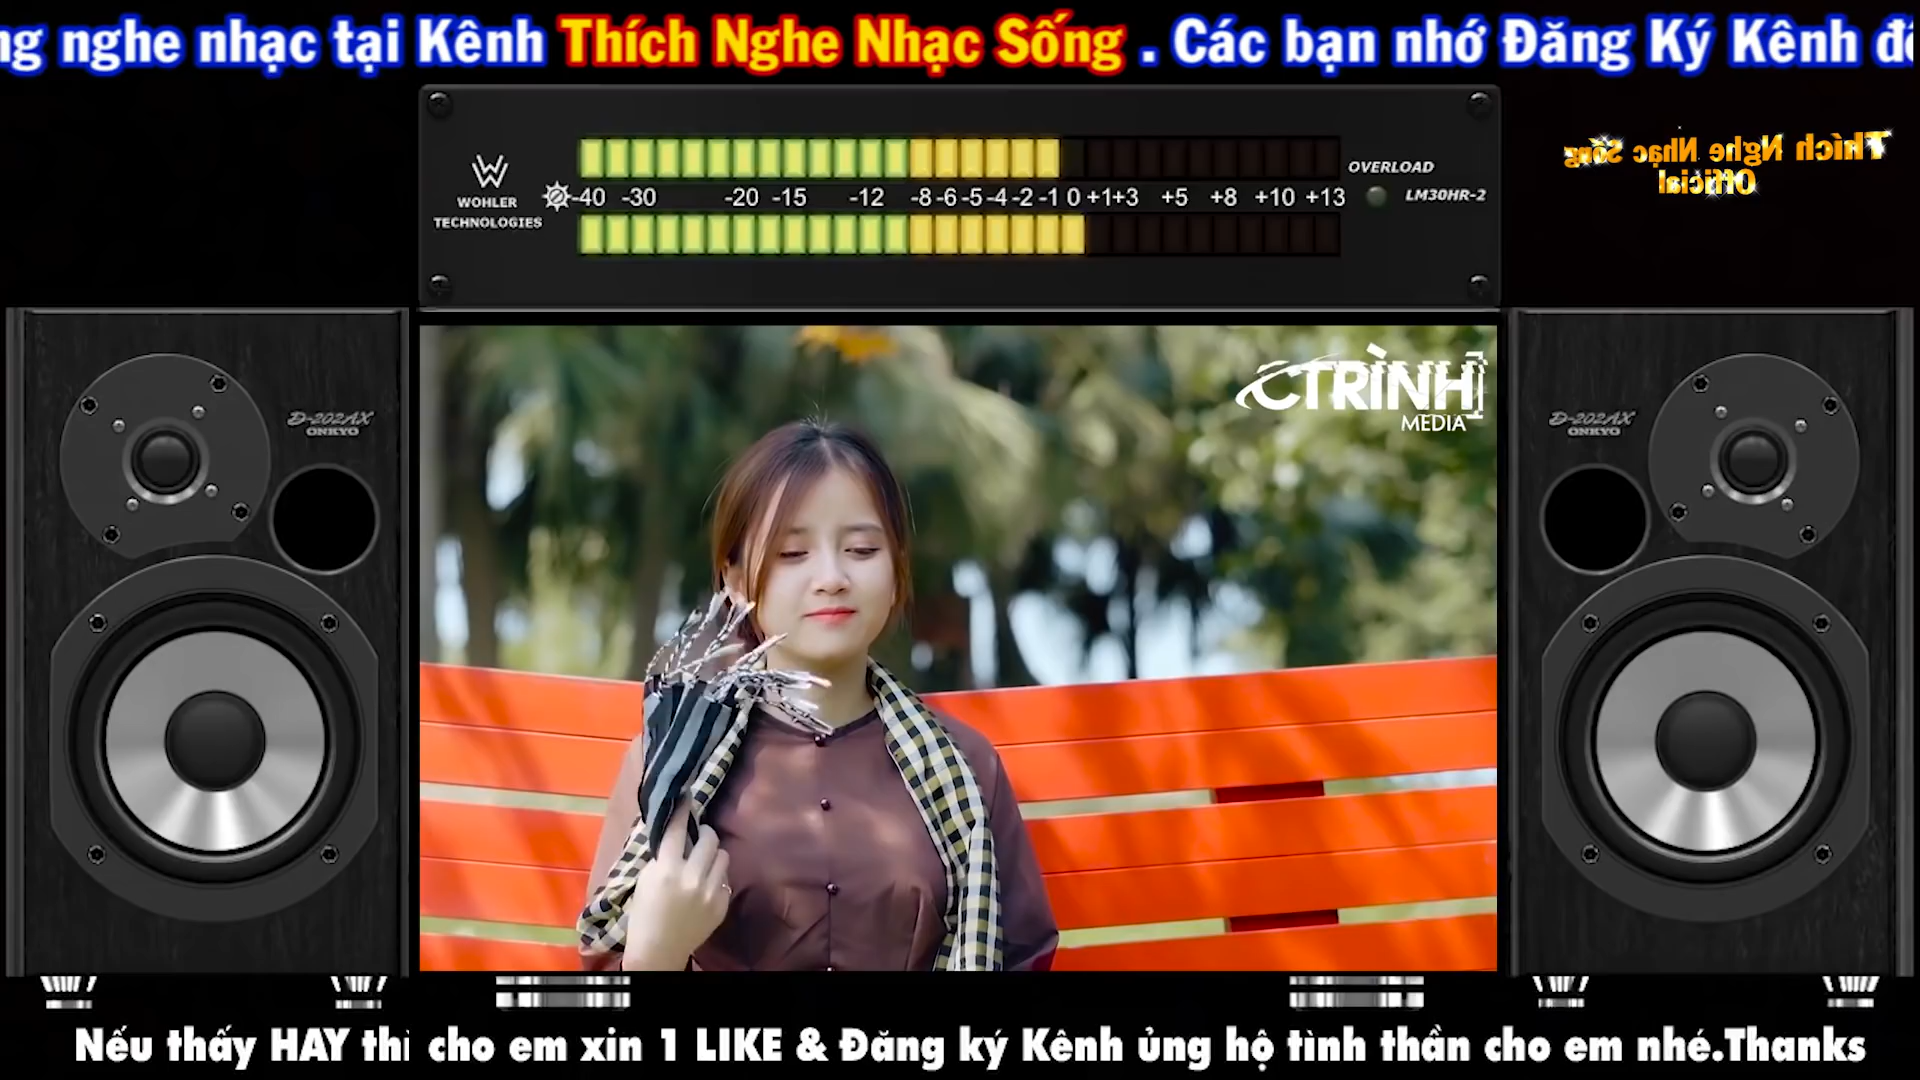 ng nghe nhạc tại Kênh Thích Nghe Nhạc Sống . Các bạn nhớ Đăng Ký Kênh để
WOHLER
TECHNOLOGIES
-40 -30 -20 -15 -12 -8 -6 -5 -4 -2 -1 0 +1 +3 +5 +8 +10 +13
OVERLOAD
LM30HR-2
Thích Nghe Nhạc Sống
Official
D-202AX
ONKYO
CTRÌNH
MEDIA
D-202AX
ONKYO
Nếu thấy HAY thì cho em xin 1 LIKE & Đăng ký Kênh ủng hộ tình thần cho em nhé.Thanks